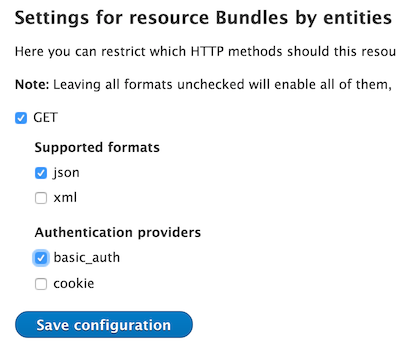 Settings for resource Bundles by entities
Here you can restrict which HTTP methods should this resou
Note: Leaving all formats unchecked will enable all of them,
GET
Supported formats
json
xml
Authentication providers
basic_auth
cookie
Save configuration